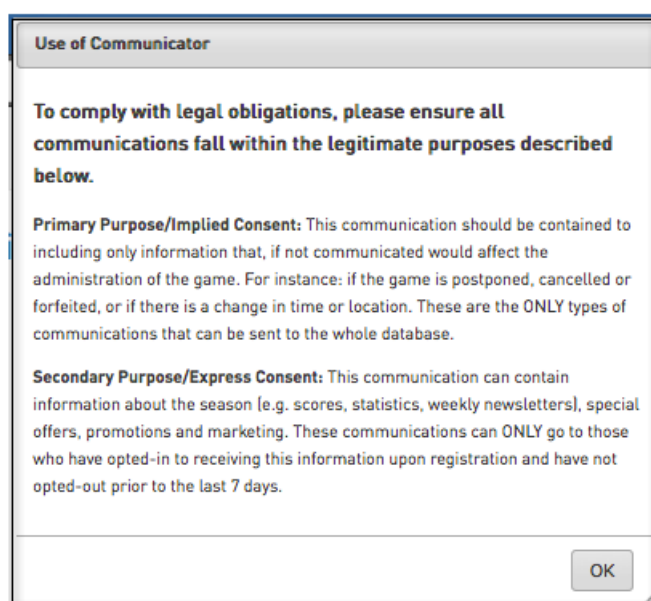 Use of Communicator
To comply with legal obligations, please ensure all
communications fall within the legitimate purposes described
below.
Primary Purpose/Implied Consent: This communication should be contained to
including only information that, if not communicated would affect the
administration of the game. For instance: if the game is postponed, cancelled or
forfeited, or if there is a change in time or location. These are the ONLY types of
communications that can be sent to the whole database.
Secondary Purpose/Express Consent: This communication can contain
information about the season (e.g. scores, statistics, weekly newsletters), special
offers, promotions and marketing. These communications can ONLY go to those
who have opted-in to receiving this information upon registration and have not
opted-out prior to the last 7 days.
OK